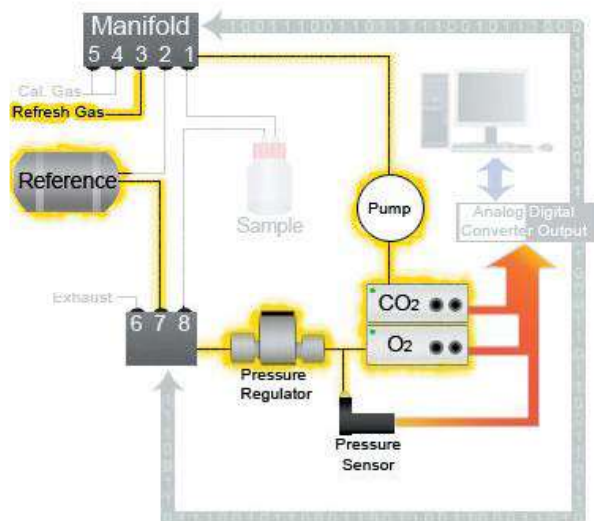 Manifold
5 4 3 2 1
Cal. Gas
Refresh Gas
Reference
Sample
Pump
Analog Digital
Converter Output
Exhaust
6 7 8
CO₂
O₂
Pressure
Regulator
Pressure
Sensor